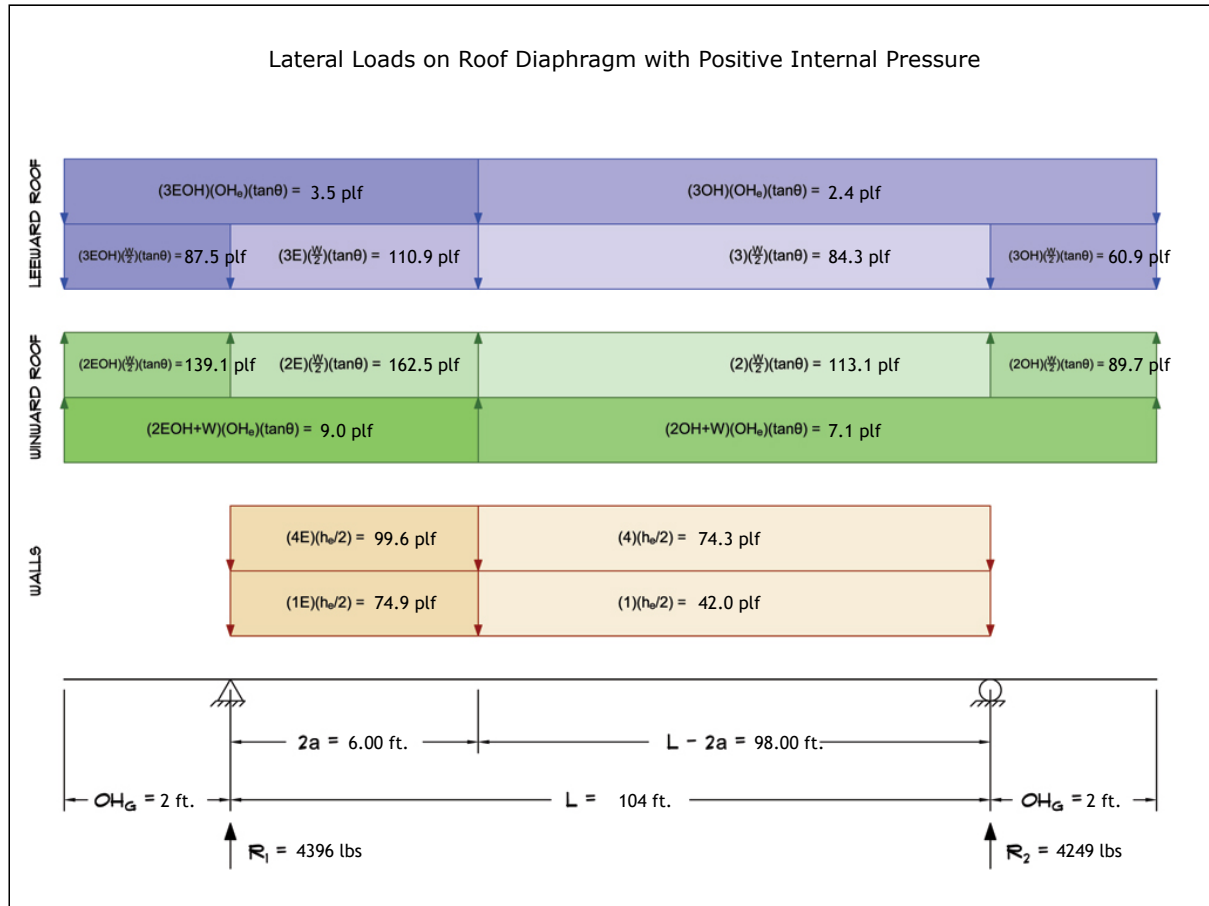 Lateral Loads on Roof Diaphragm with Positive Internal Pressure
LEEWARD ROOF
(3EOH)(OHₑ)(tanθ) = 3.5 plf
(3OH)(OHₑ)(tanθ) = 2.4 plf
(3EOH)(W/2)(tanθ) = 87.5 plf
(3E)(W/2)(tanθ) = 110.9 plf
(3)(W/2)(tanθ) = 84.3 plf
(3OH)(W/2)(tanθ) = 60.9 plf
WINWARD ROOF
(2EOH)(W/2)(tanθ) = 139.1 plf
(2E)(W/2)(tanθ) = 162.5 plf
(2)(W/2)(tanθ) = 113.1 plf
(2OH)(W/2)(tanθ) = 89.7 plf
(2EOH+W)(OHₑ)(tanθ) = 9.0 plf
(2OH+W)(OHₑ)(tanθ) = 7.1 plf
WALLS
(4E)(hₑ/2) = 99.6 plf
(4)(hₑ/2) = 74.3 plf
(1E)(hₑ/2) = 74.9 plf
(1)(hₑ/2) = 42.0 plf
2a = 6.00 ft.
L - 2a = 98.00 ft.
OH_G = 2 ft.
L = 104 ft.
OH_G = 2 ft.
R₁ = 4396 lbs
R₂ = 4249 lbs